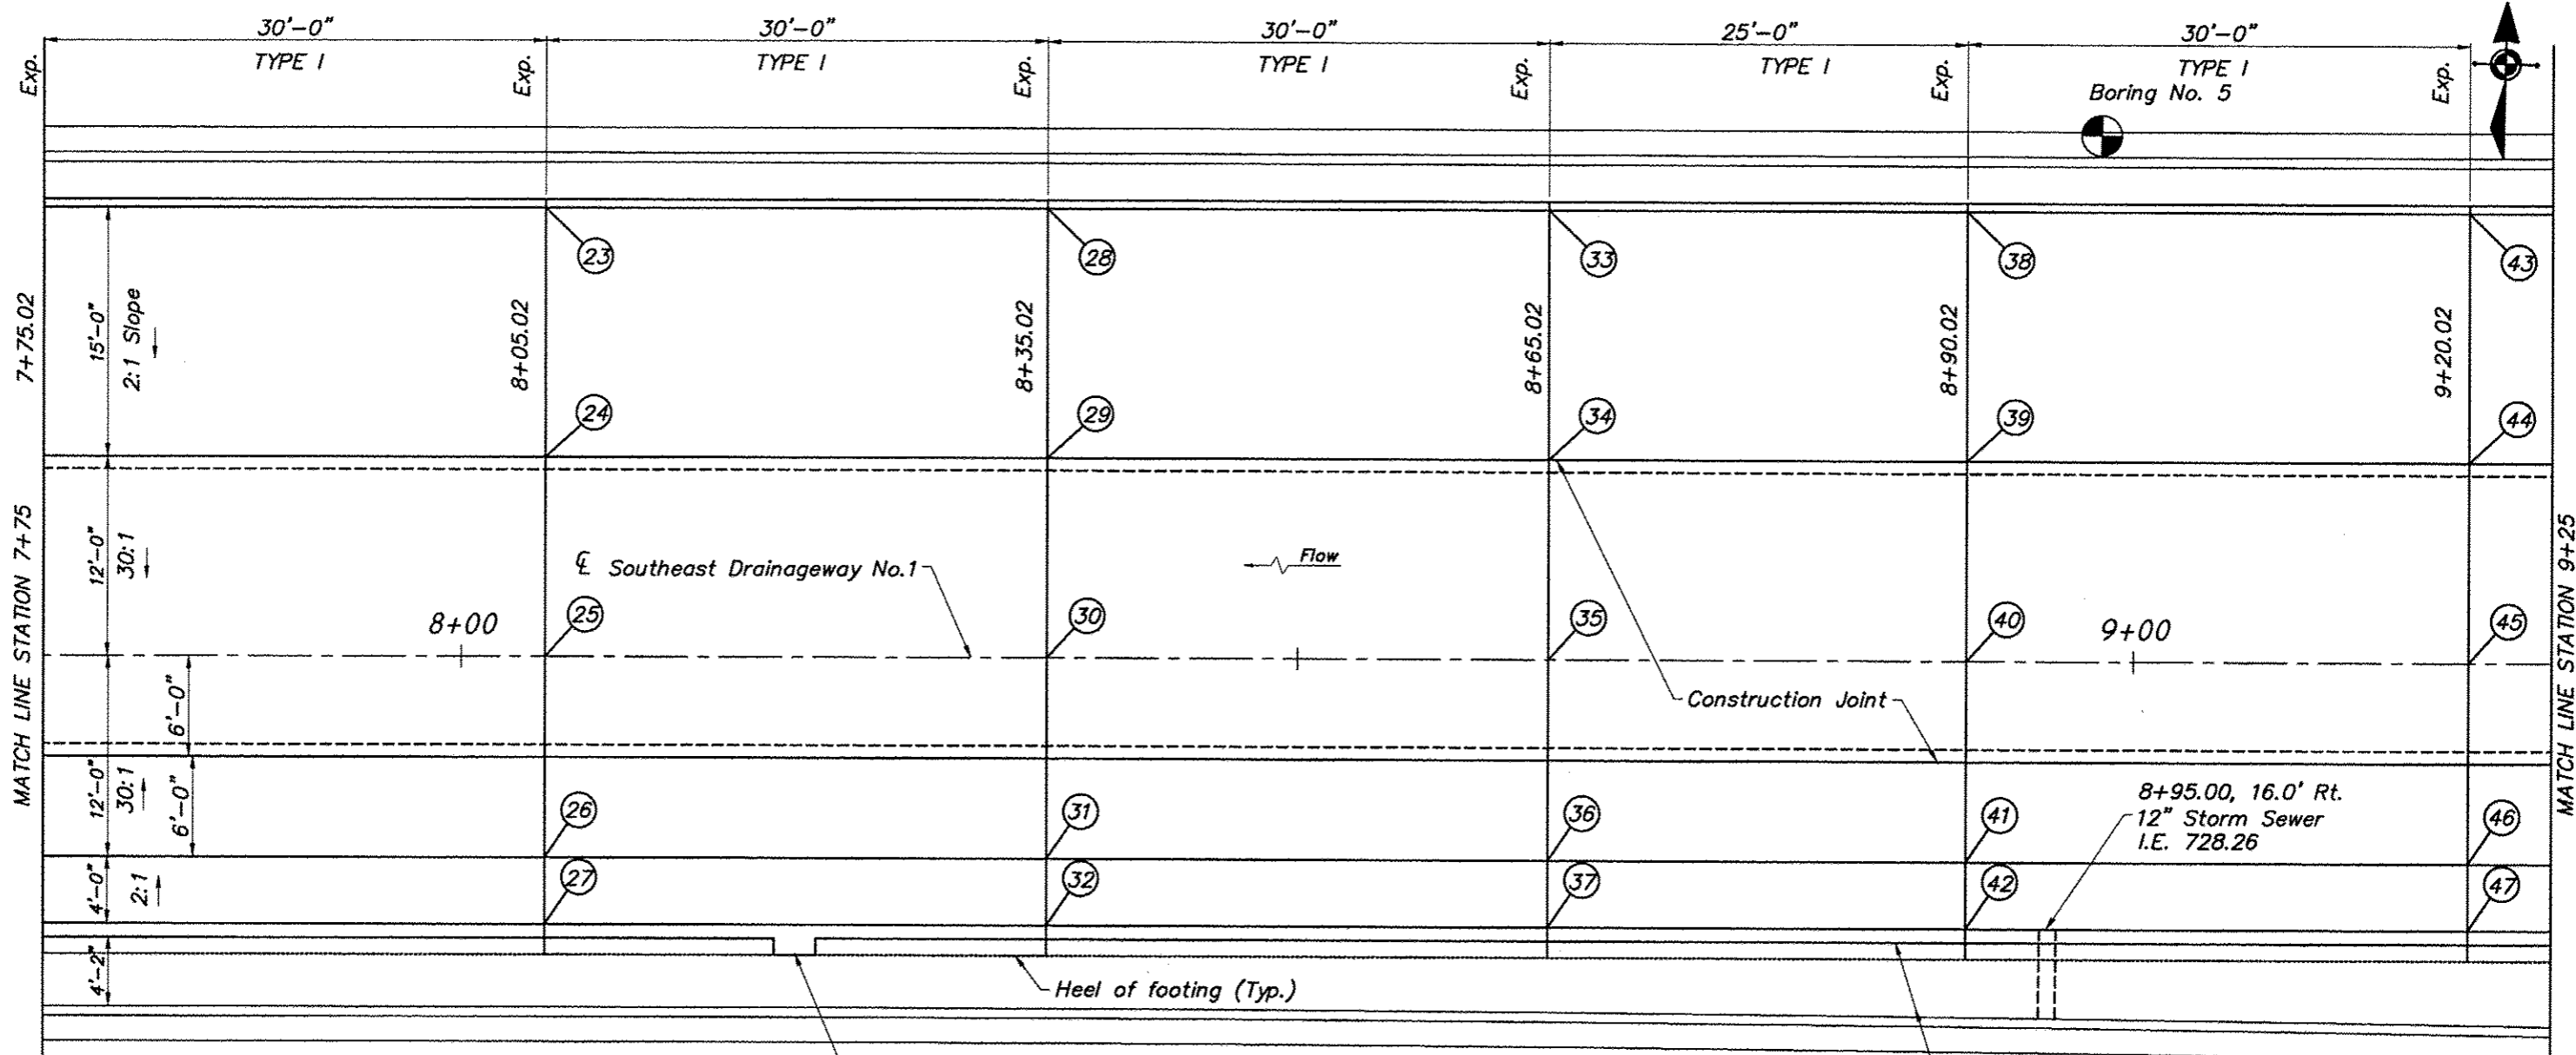 30'-0" 30'-0" 30'-0" 25'-0" 30'-0"
TYPE I TYPE I TYPE I TYPE I TYPE I
Exp. Exp. Exp. Exp. Exp. Exp.
Boring No. 5
23 28 33 38 43
7+75.02 8+05.02 8+35.02 8+65.02 8+90.02 9+20.02
15'-0"
2:1 Slope
24 29 34 39 44
MATCH LINE STATION 7+75
MATCH LINE STATION 9+25
12'-0"
30:1
Flow
℄ Southeast Drainageway No.1
25 30 35 40 45
8+00 9+00
6'-0"
Construction Joint
12'-0"
30:1
6'-0"
8+95.00, 16.0' Rt.
12" Storm Sewer
I.E. 728.26
26 31 36 41 46
4'-0"
2:1
27 32 37 42 47
4'-2"
Heel of footing (Typ.)